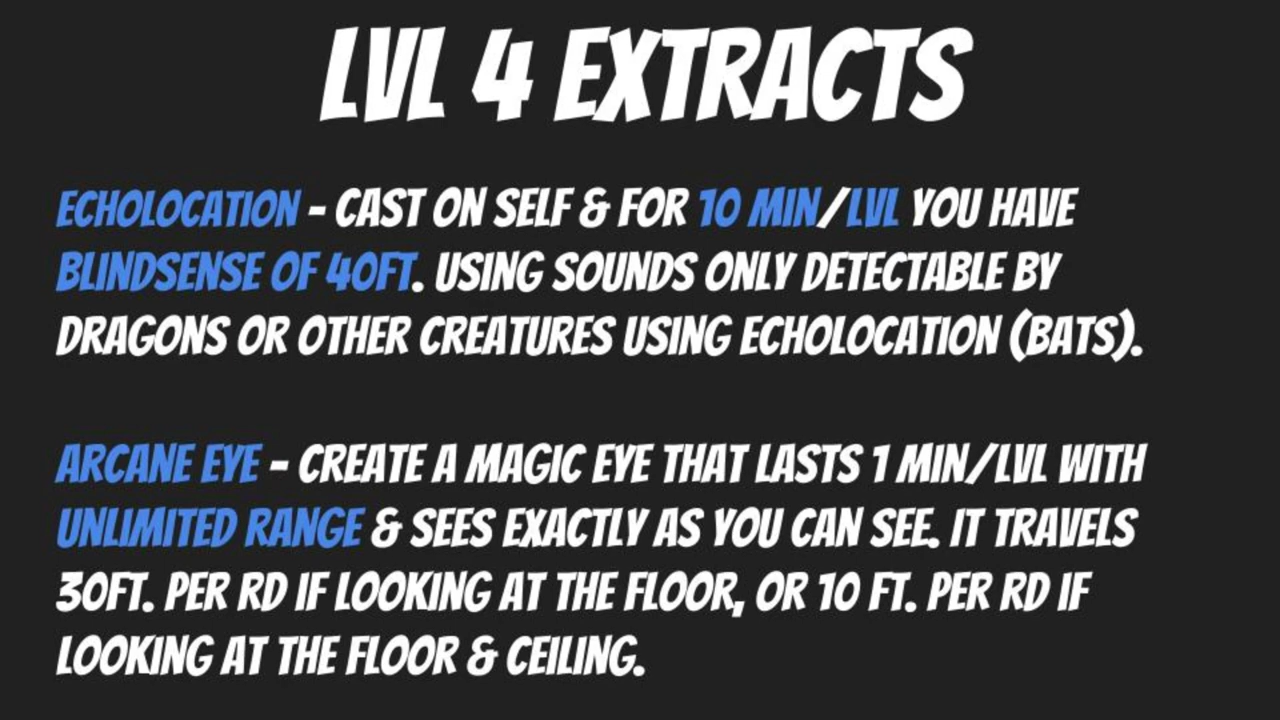 LVL 4 EXTRACTS
ECHOLOCATION - CAST ON SELF & FOR 10 MIN/LVL YOU HAVE
BLINDSENSE OF 40FT. USING SOUNDS ONLY DETECTABLE BY
DRAGONS OR OTHER CREATURES USING ECHOLOCATION (BATS).
ARCANE EYE - CREATE A MAGIC EYE THAT LASTS 1 MIN/LVL WITH
UNLIMITED RANGE & SEES EXACTLY AS YOU CAN SEE. IT TRAVELS
30FT. PER RD IF LOOKING AT THE FLOOR, OR 10 FT. PER RD IF
LOOKING AT THE FLOOR & CEILING.